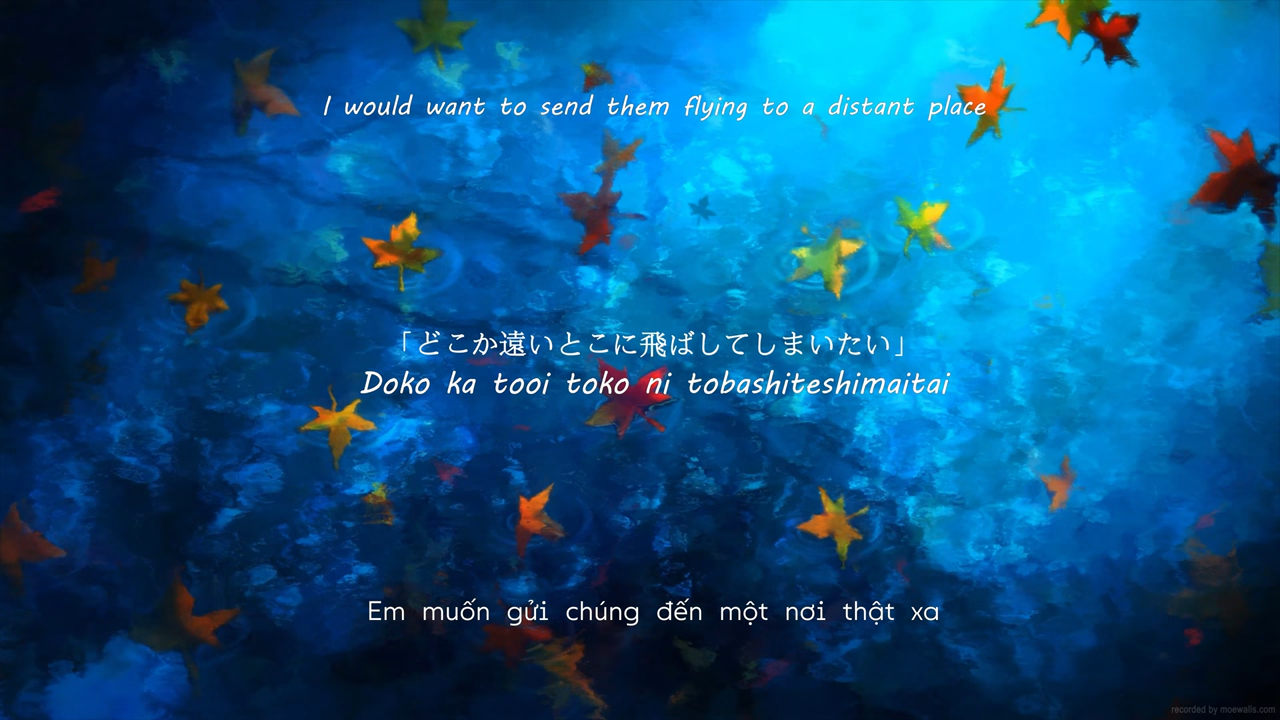 I would want to send them flying to a distant place
「どこか遠いとこに飛ばしてしまいたい」
Doko ka tooi toko ni tobashiteshimaitai
Em muốn gửi chúng đến một nơi thật xa
recorded by moewalls.com